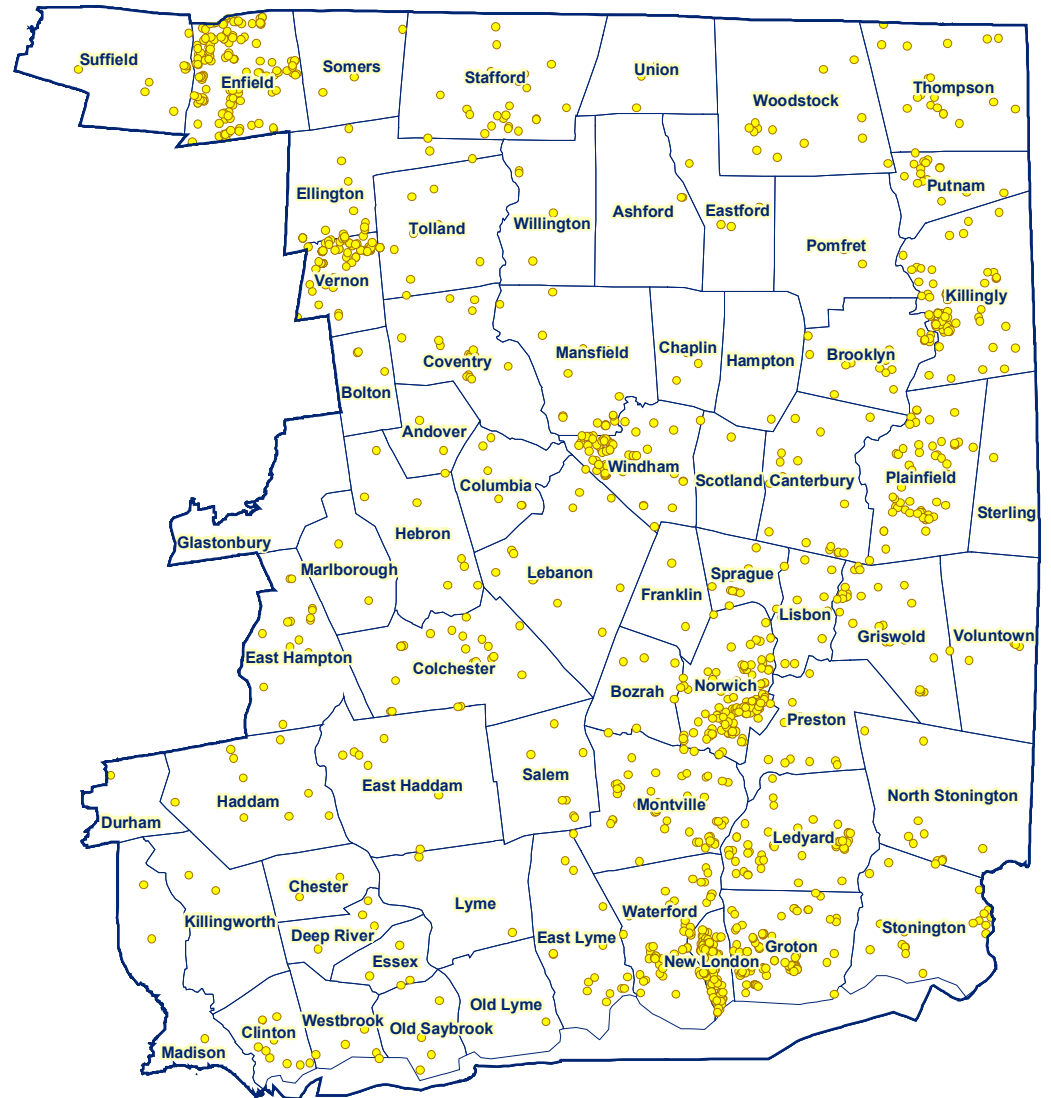 Suffield
Enfield
Somers
Stafford
Union
Woodstock
Thompson
Ellington
Tolland
Willington
Ashford
Eastford
Putnam
Pomfret
Vernon
Killingly
Bolton
Coventry
Mansfield
Chaplin
Hampton
Brooklyn
Andover
Columbia
Windham
Scotland
Canterbury
Plainfield
Sterling
Glastonbury
Hebron
Marlborough
Lebanon
Franklin
Sprague
Lisbon
Griswold
Voluntown
East Hampton
Colchester
Bozrah
Norwich
Preston
Durham
Haddam
East Haddam
Salem
Montville
Ledyard
North Stonington
Killingworth
Chester
Deep River
Essex
Lyme
East Lyme
Waterford
New London
Groton
Stonington
Madison
Clinton
Westbrook
Old Saybrook
Old Lyme